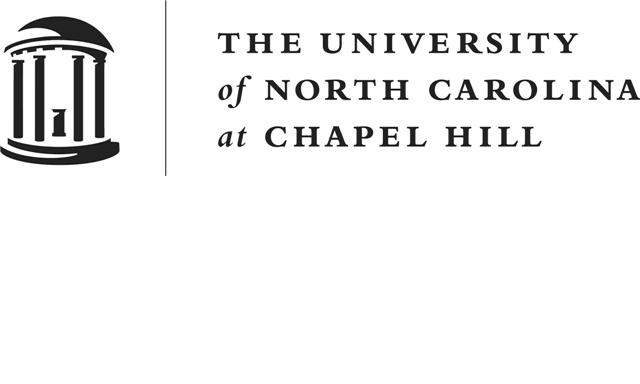 THE UNIVERSITY
of NORTH CAROLINA
at CHAPEL HILL